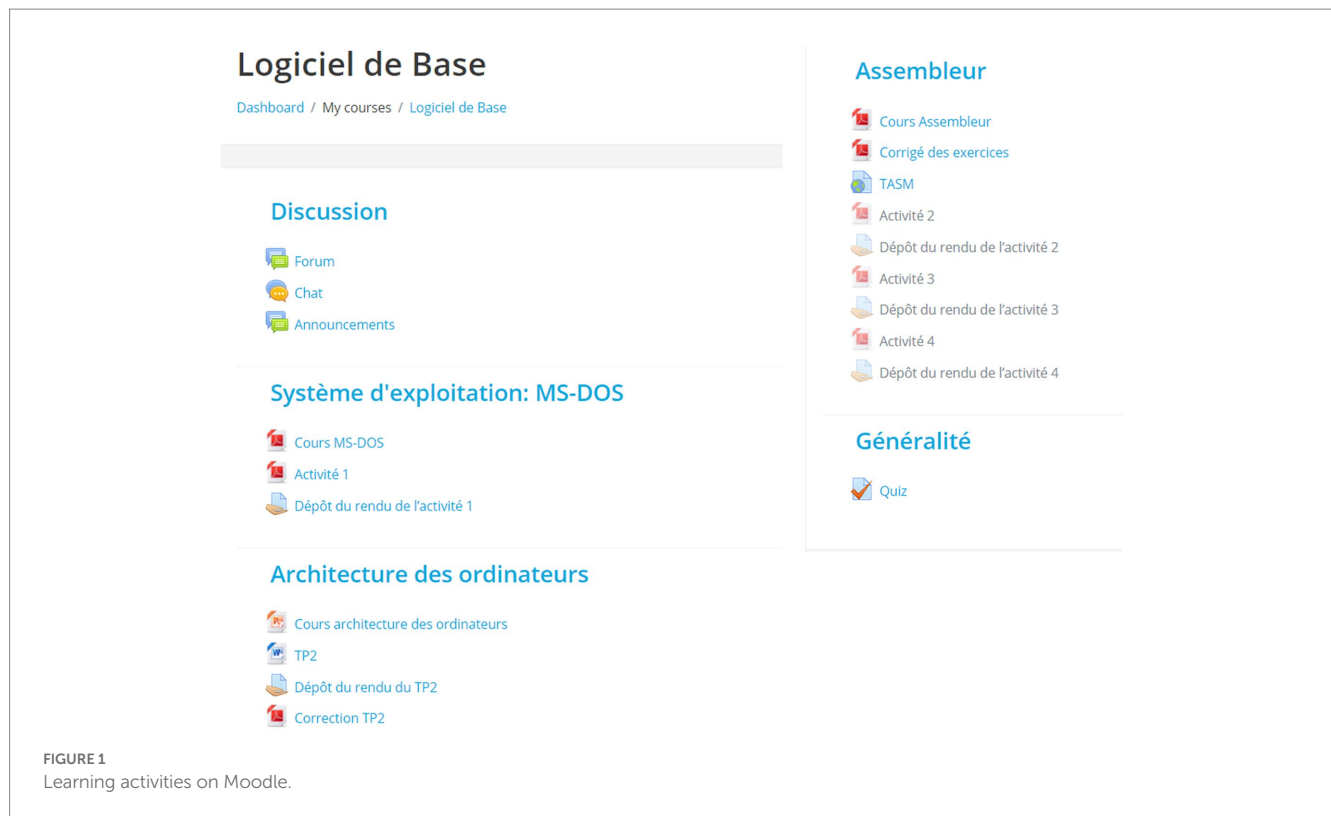 Logiciel de Base
Dashboard / My courses / Logiciel de Base
Discussion
Forum
Chat
Announcements
Système d'exploitation: MS-DOS
Cours MS-DOS
Activité 1
Dépôt du rendu de l'activité 1
Architecture des ordinateurs
Cours architecture des ordinateurs
TP2
Dépôt du rendu du TP2
Correction TP2
Assembleur
Cours Assembleur
Corrigé des exercices
TASM
Activité 2
Dépôt du rendu de l'activité 2
Activité 3
Dépôt du rendu de l'activité 3
Activité 4
Dépôt du rendu de l'activité 4
Généralité
Quiz
FIGURE 1
Learning activities on Moodle.